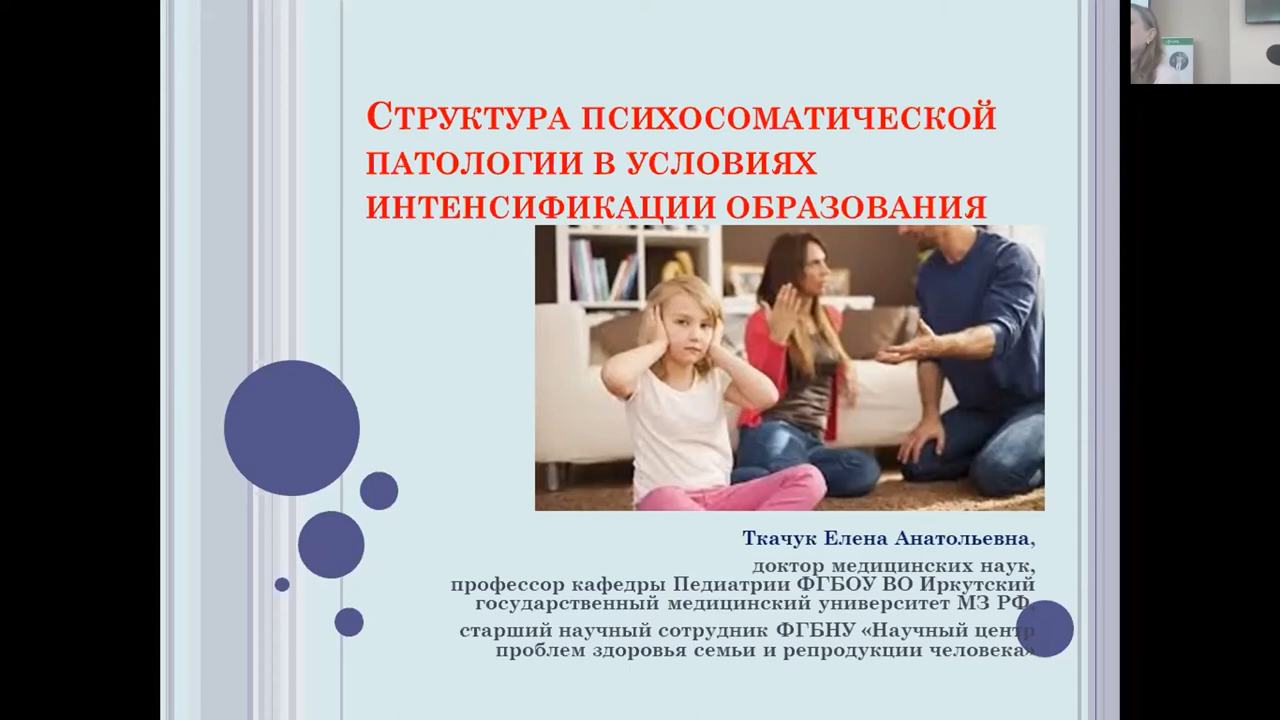 Структура психосоматической
патологии в условиях
интенсификации образования
Ткачук Елена Анатольевна,
доктор медицинских наук,
профессор кафедры Педиатрии ФГБОУ ВО Иркутский
государственный медицинский университет МЗ РФ,
старший научный сотрудник ФГБНУ «Научный центр
проблем здоровья семьи и репродукции человека»